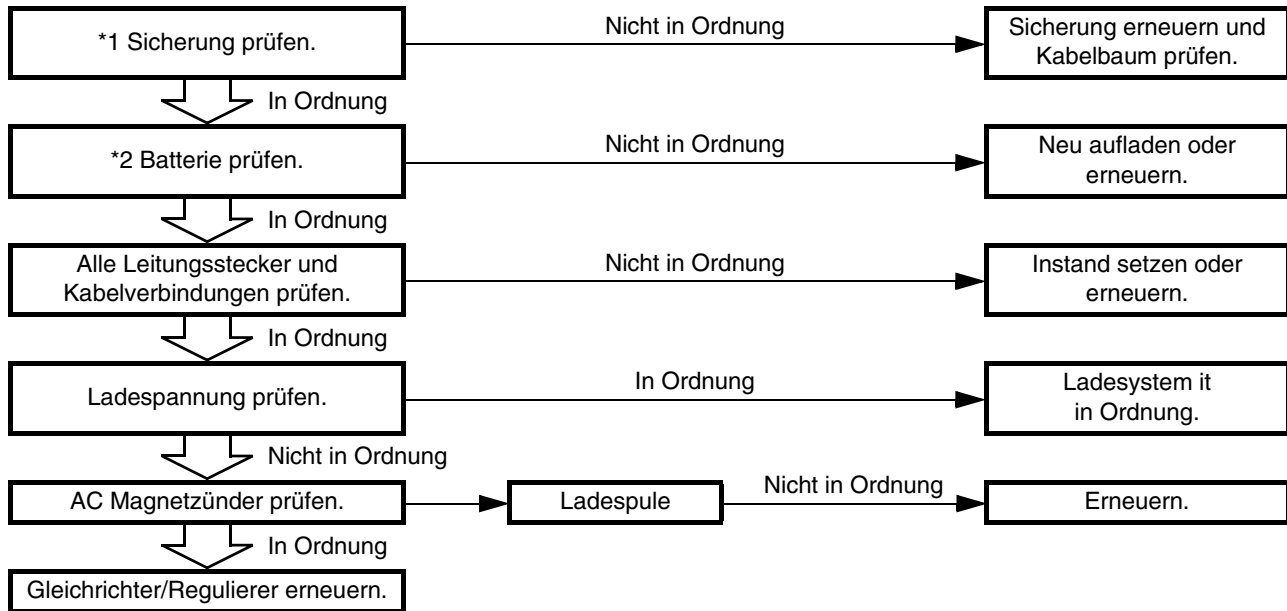 *1 Sicherung prüfen.
Nicht in Ordnung
Sicherung erneuern und
Kabelbaum prüfen.
In Ordnung
*2 Batterie prüfen.
Nicht in Ordnung
Neu aufladen oder
erneuern.
In Ordnung
Alle Leitungsstecker und
Kabelverbindungen prüfen.
Nicht in Ordnung
Instand setzen oder
erneuern.
In Ordnung
Ladespannung prüfen.
In Ordnung
Ladesystem it
in Ordnung.
Nicht in Ordnung
AC Magnetzünder prüfen.
Ladespule
Nicht in Ordnung
Erneuern.
In Ordnung
Gleichrichter/Regulierer erneuern.